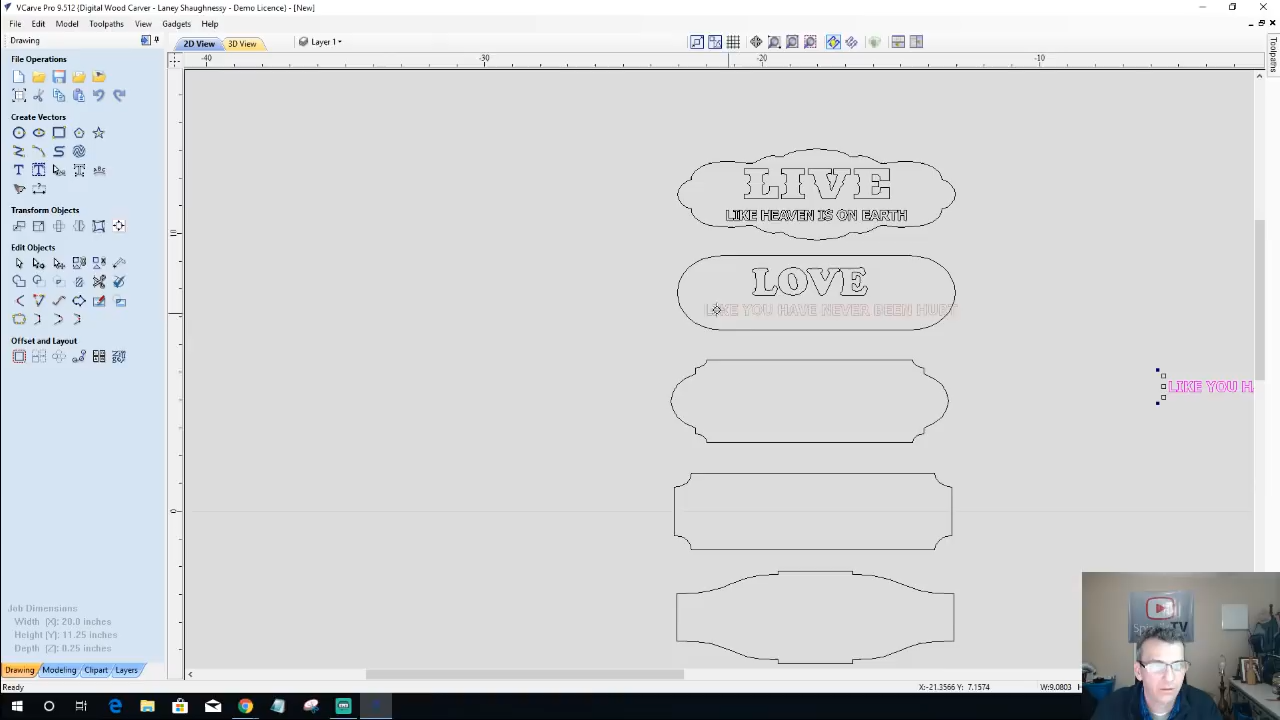 VCarve Pro 9.512 {Digital Wood Carver - Laney Shaughnessy - Demo Licence} - [New]
File Edit Model Toolpaths View Gadgets Help
Drawing
2D View 3D View Layer 1
Toolpaths
-40 -30 -20 -10
File Operations
Create Vectors
Transform Objects
Edit Objects
Offset and Layout
LIVE
LIKE HEAVEN IS ON EARTH
LOVE
LIKE YOU HAVE NEVER BEEN HURT
LIKE YOU HA
0
Job Dimensions
Width (X): 20.0 inches
Height (Y): 11.25 inches
Depth (Z): 0.25 inches
Drawing Modeling Clipart Layers
Ready
X:-21.3566 Y: 7.1574
W:9.0803
TV